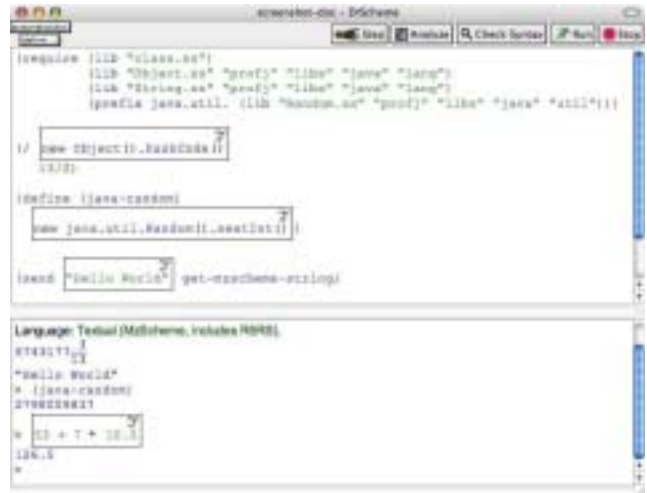 screenshot-doc - DrScheme
Step Analyze Check Syntax Run Stop
(require (lib "class.ss")
(lib "Object.ss" "profj" "libs" "java" "lang")
(lib "String.ss" "profj" "libs" "java" "lang")
(prefix java.util. (lib "Random.ss" "profj" "libs" "java" "util")))
(/ new Object().hashCode()
(define (java-random)
new java.util.Random().nextInt() )
(send "Hello World" get-mzscheme-string)
Language: Textual (MzScheme, includes R5RS).
"Hello World"
> (java-random)
>
>